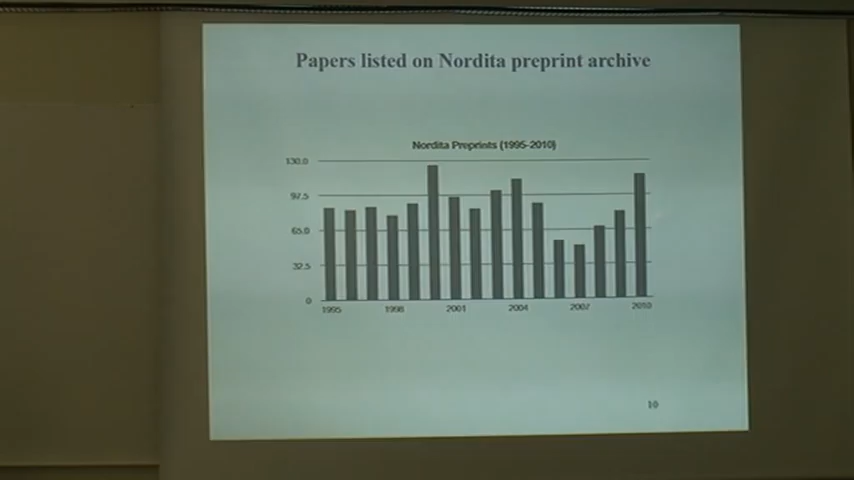 Papers listed on Nordita preprint archive
Nordita Preprints (1995-2010)
130.0
97.5
65.0
32.5
0
1995 1998 2001 2004 2007 2010
10